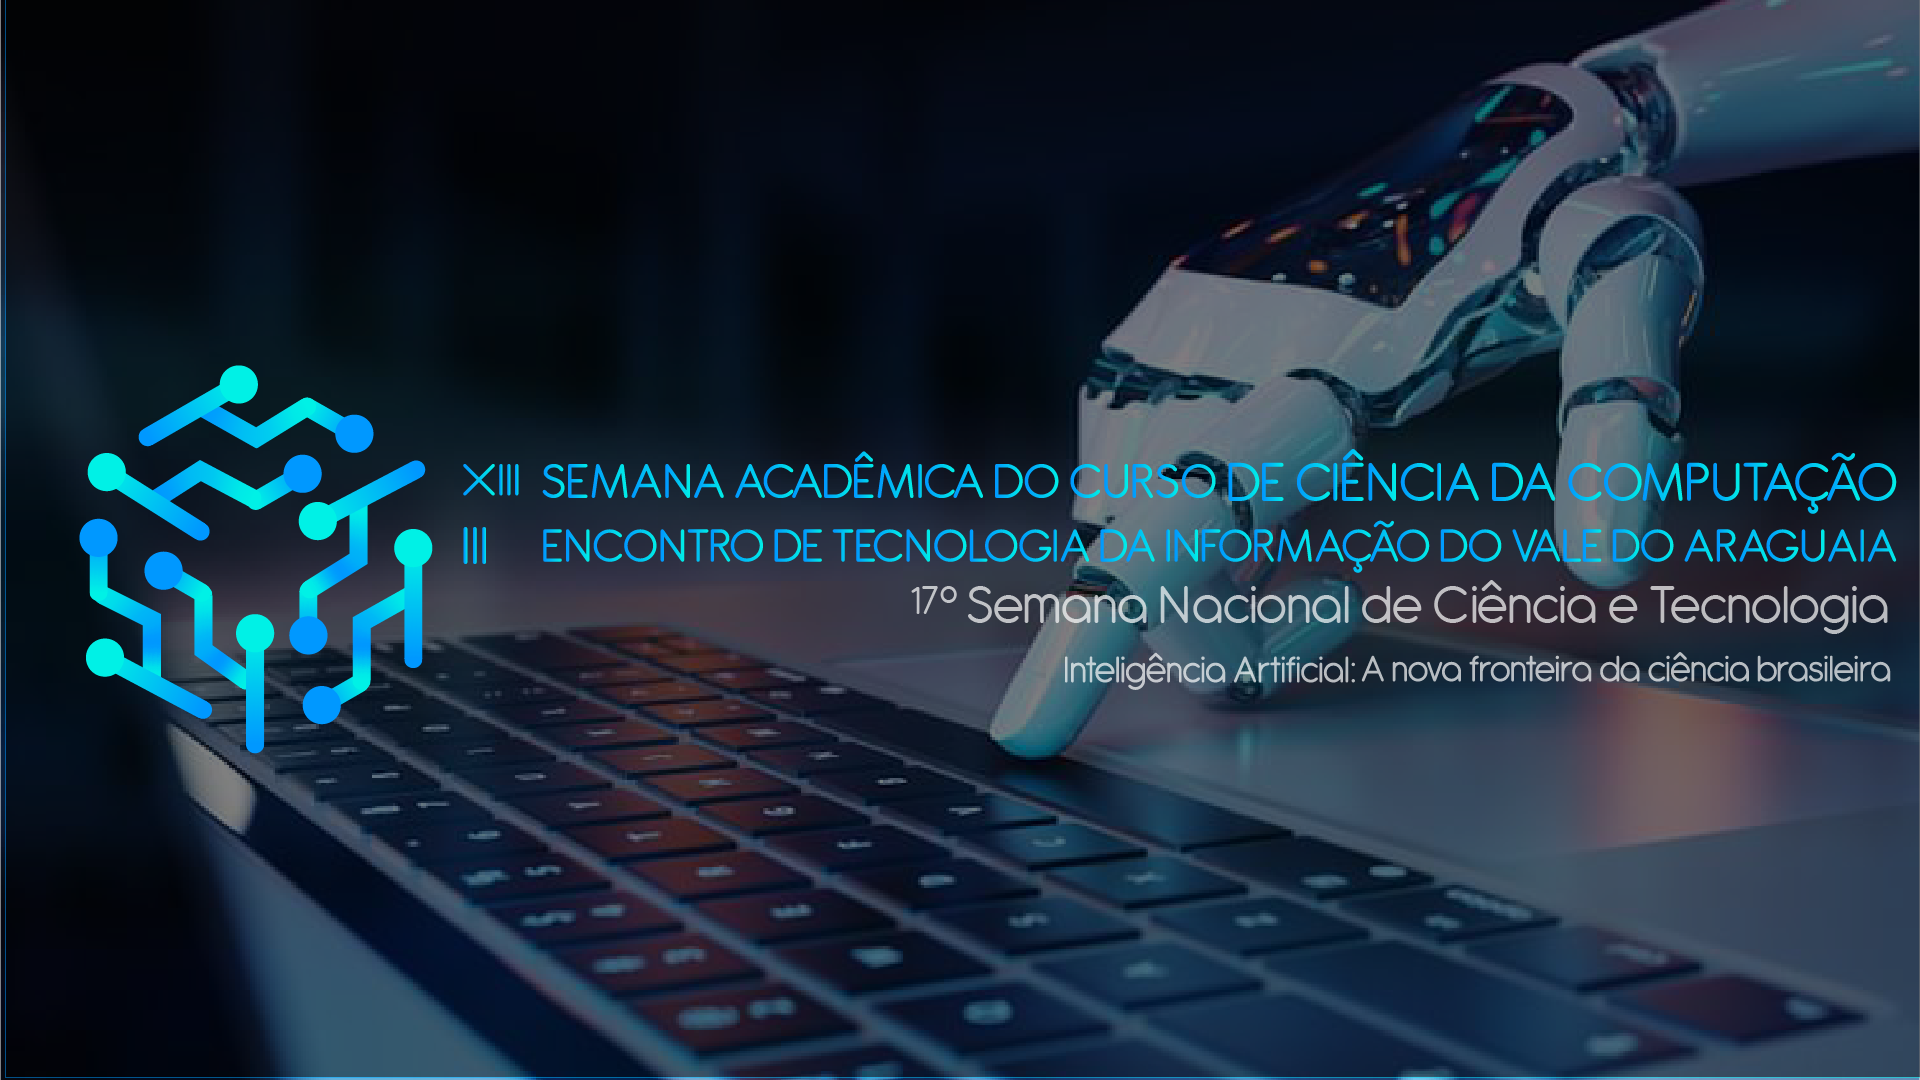 XIII SEMANA ACADÊMICA DO CURSO DE CIÊNCIA DA COMPUTAÇÃO
III ENCONTRO DE TECNOLOGIA DA INFORMAÇÃO DO VALE DO ARAGUAIA
17° Semana Nacional de Ciência e Tecnologia
Inteligência Artificial: A nova fronteira da ciência brasileira